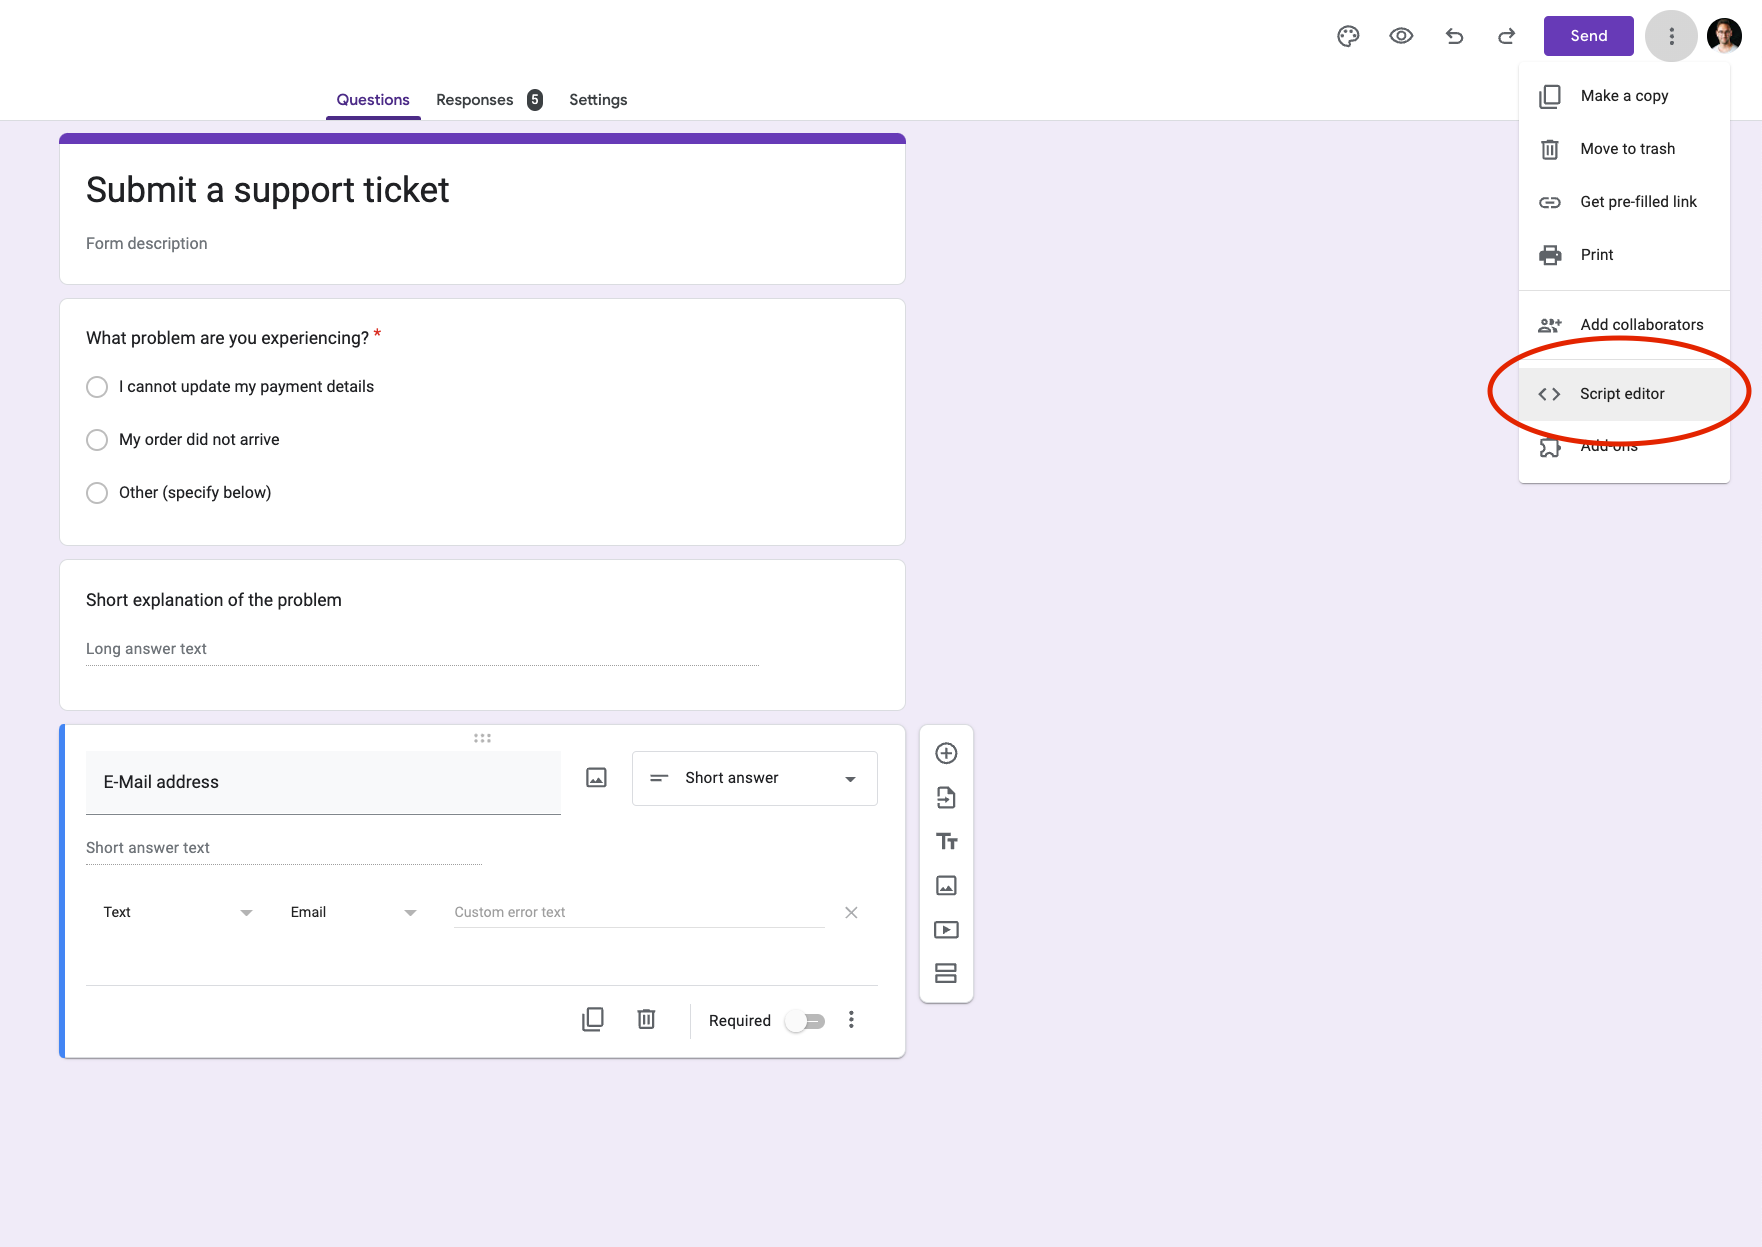 Send
Questions
Responses 5
Settings
Make a copy
Move to trash
Get pre-filled link
Print
Add collaborators
Script editor
Add-ons
Submit a support ticket
Form description
What problem are you experiencing? *
I cannot update my payment details
My order did not arrive
Other (specify below)
Short explanation of the problem
Long answer text
E-Mail address
Short answer
Short answer text
Text
Email
Custom error text
Tт
Required